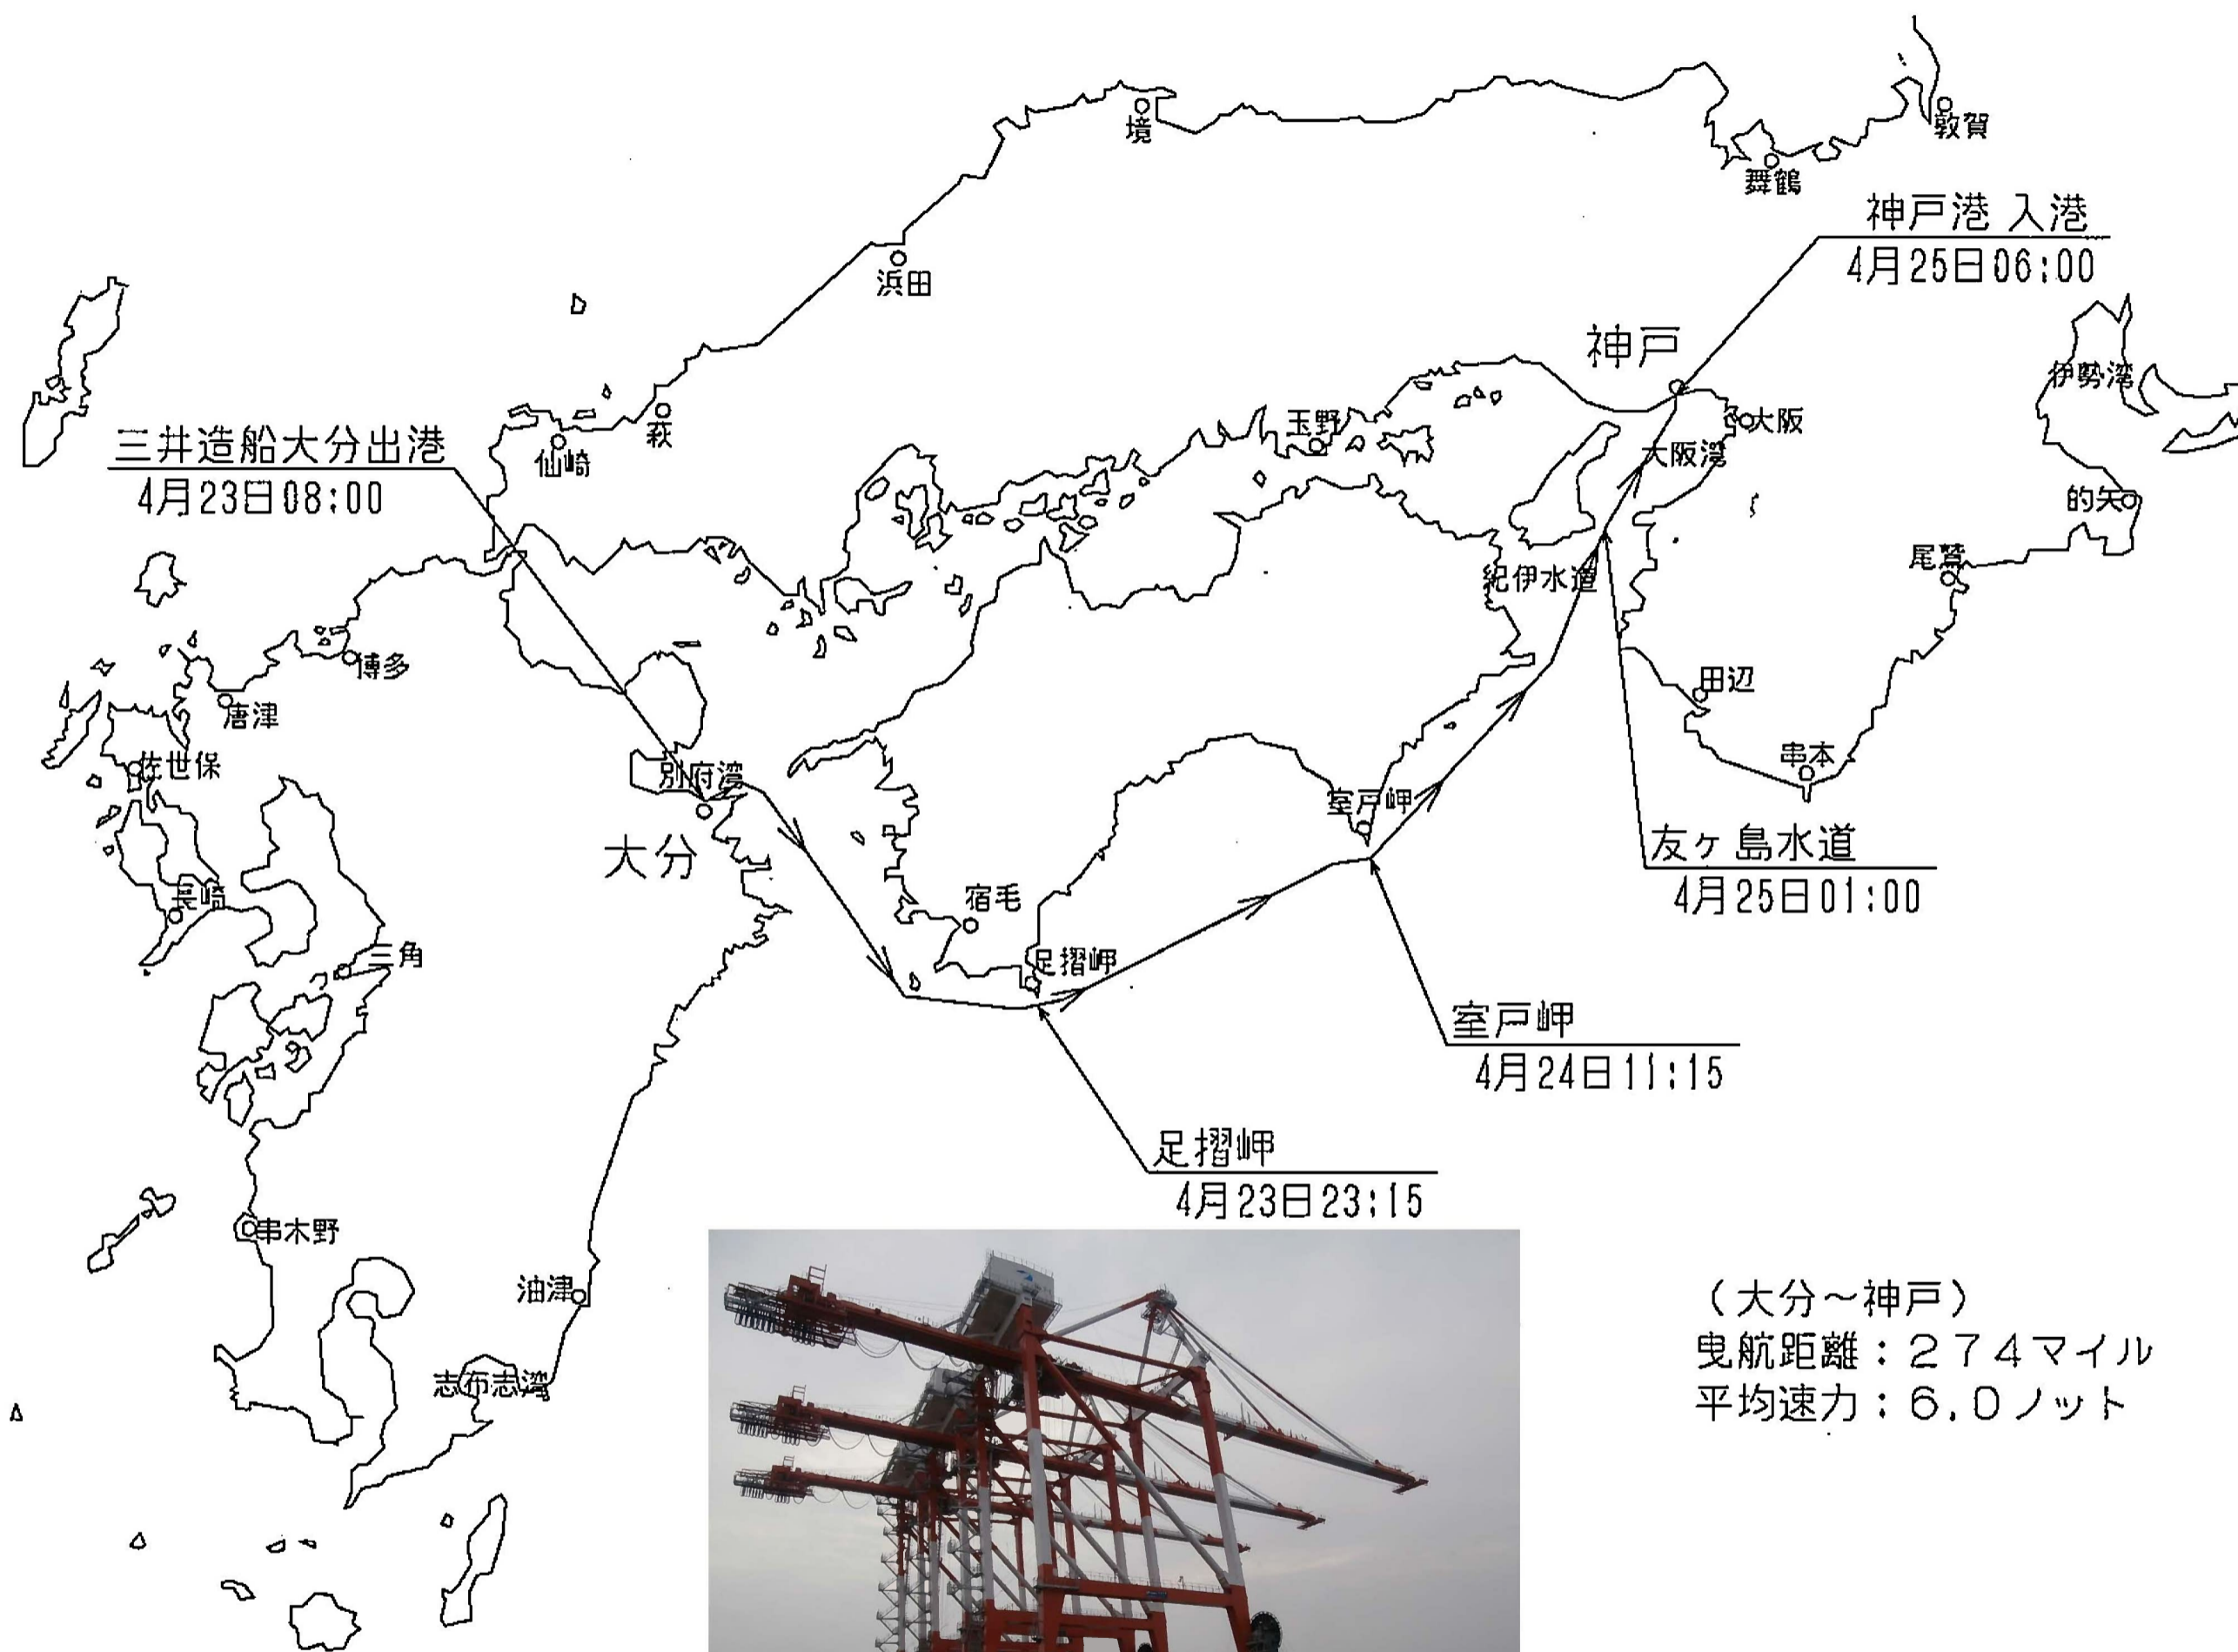 境
敦賀
舞鶴
神戸港 入港
4月25日06:00
浜田
神戸
伊勢湾
萩
玉野
大阪
三井造船大分出港
4月23日08:00
仙崎
大阪湾
的矢
尾鷲
紀伊水道
博多
唐津
田辺
佐世保
別府湾
串本
室戸岬
大分
友ヶ島水道
4月25日01:00
長崎
宿毛
三角
足摺岬
室戸岬
4月24日11:15
足摺岬
4月23日23:15
串木野
油津
志布志湾
(大分～神戸)
曳航距離：274マイル
平均速力：6.0ノット